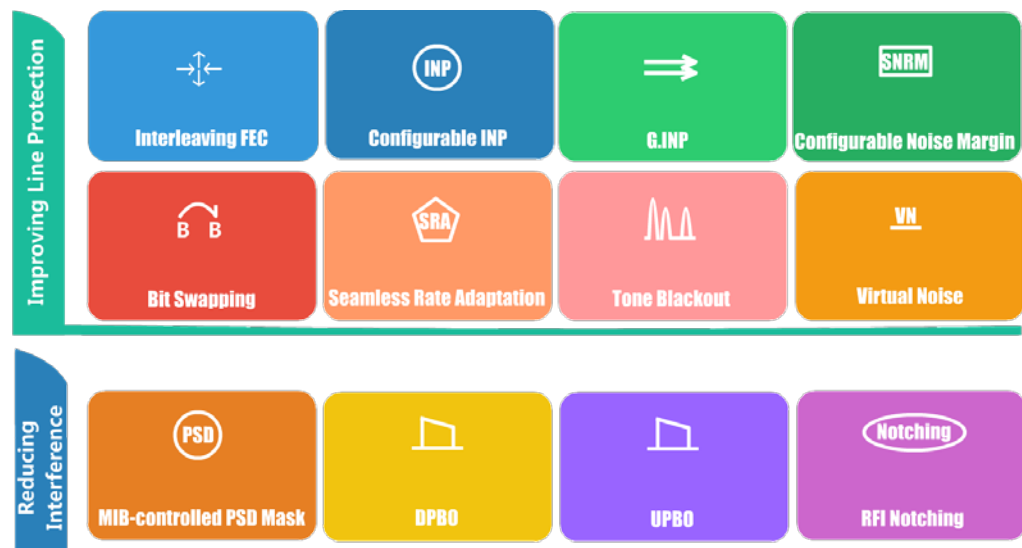 Improving Line Protection
Interleaving FEC
INP
Configurable INP
G.INP
SNRM
Configurable Noise Margin
B B
Bit Swapping
SRA
Seamless Rate Adaptation
Tone Blackout
VN
Virtual Noise
Reducing
Interference
PSD
MIB-controlled PSD Mask
DPBO
UPBO
Notching
RFI Notching